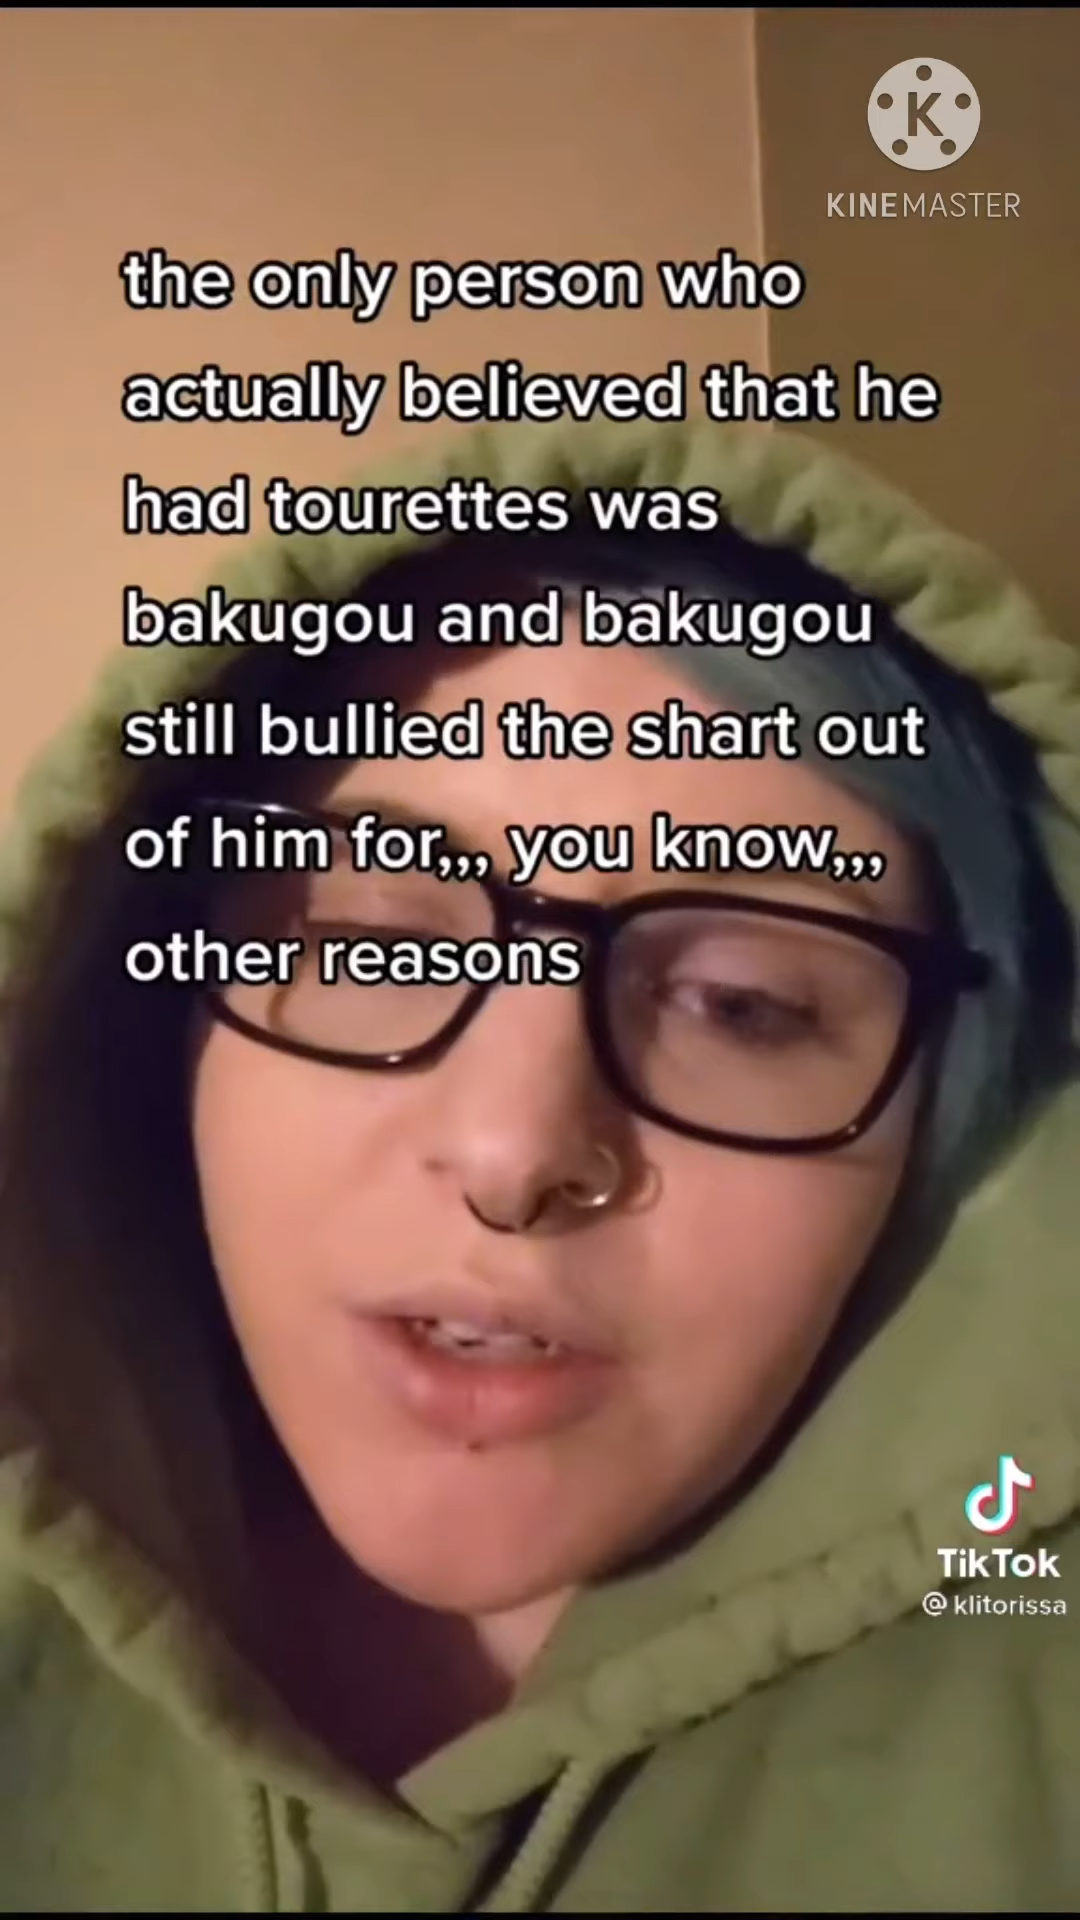 K
KINEMASTER
the only person who
actually believed that he
had tourettes was
bakugou and bakugou
still bullied the shart out
of him for,,, you know,,,
other reasons
TikTok
@klitorissa